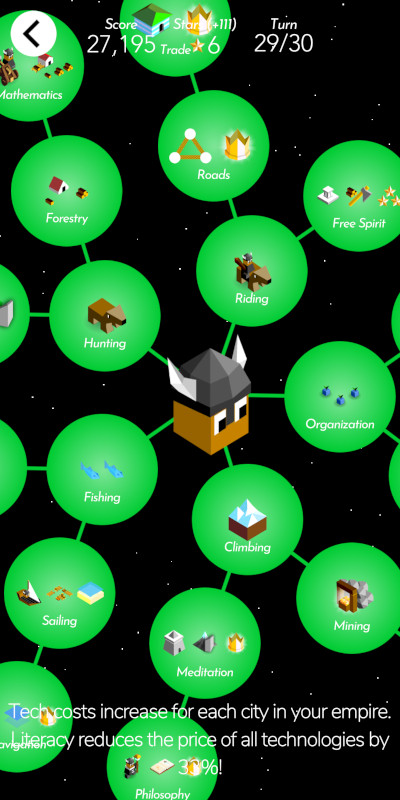 Score
Stars (+111)
Turn
27,195
6
29/30
Trade
Mathematics
Roads
Forestry
Free Spirit
Riding
Hunting
Organization
Fishing
Climbing
Sailing
Mining
Meditation
Tech costs increase for each city in your empire.
Literacy reduces the price of all technologies by
33%!
Navigation
Philosophy